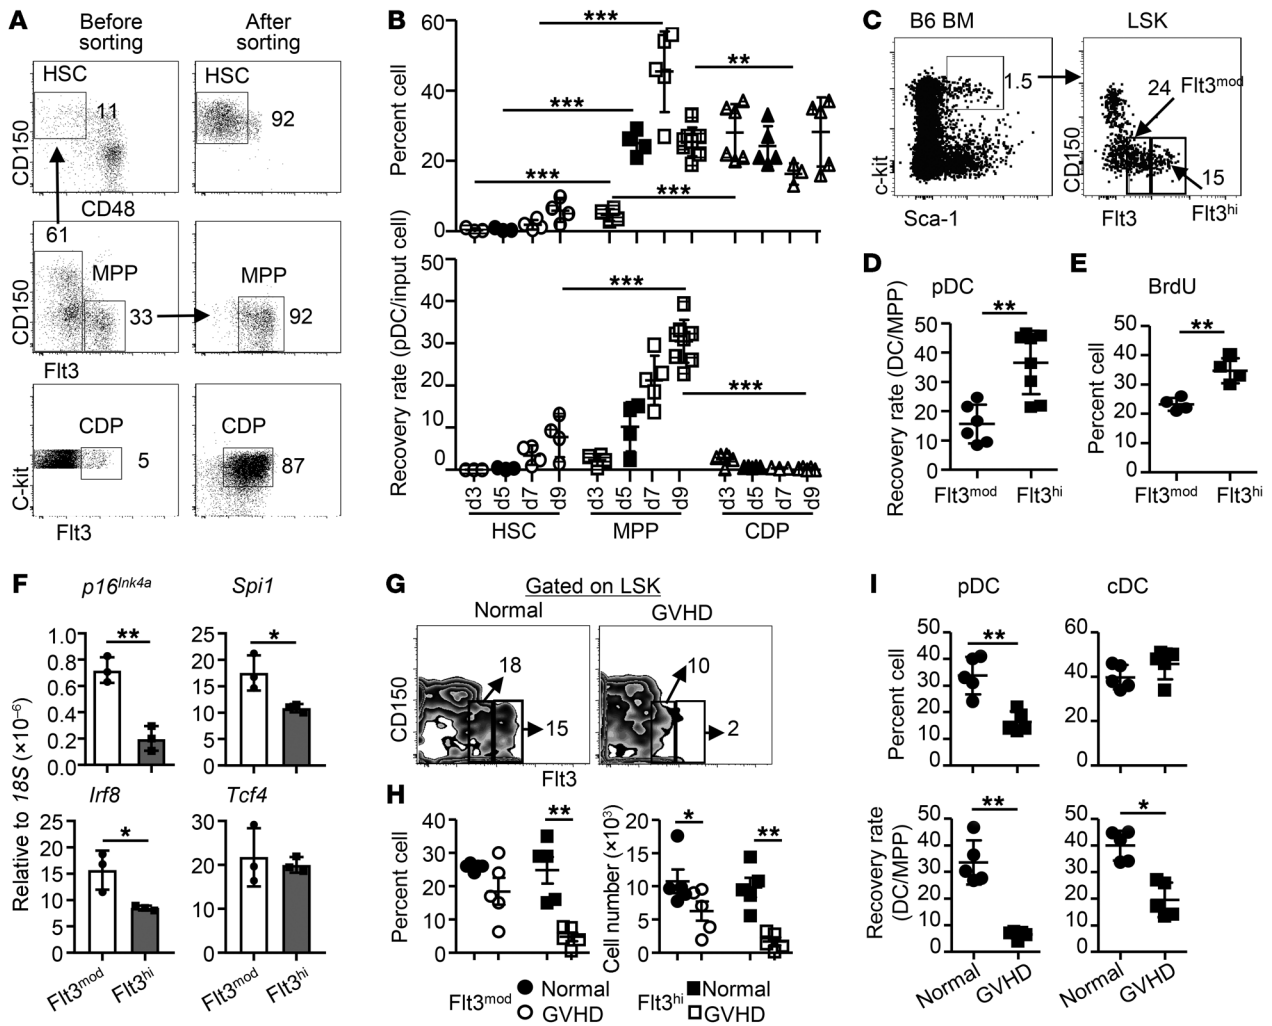 A
Before sorting
After sorting
HSC
11
CD150
CD48
HSC
92
61
MPP
33
CD150
Flt3
MPP
92
CDP
5
C-kit
Flt3
CDP
87
B
Percent cell
60
40
20
0
***
***
***
***
**
Recovery rate (pDC/input cell)
50
40
30
20
10
0
***
***
d3 d5 d7 d9 d3 d5 d7 d9 d3 d5 d7 d9
HSC MPP CDP
C
B6 BM
1.5
c-kit
Sca-1
LSK
24
Flt3mod
15
CD150
Flt3
Flt3hi
D
pDC
**
Recovery rate (DC/MPP)
50
40
30
20
10
0
Flt3mod Flt3hi
E
BrdU
**
Percent cell
50
40
30
20
10
0
Flt3mod Flt3hi
F
Relative to 18S (×10−6)
p16Ink4a
**
1.0
0.8
0.6
0.4
0.2
0.0
Spi1
*
25
20
15
10
5
0
Irf8
*
25
20
15
10
5
0
Tcf4
30
20
10
0
Flt3mod Flt3hi Flt3mod Flt3hi
G
Gated on LSK
Normal
GVHD
18
15
10
2
CD150
Flt3
H
Percent cell
40
30
20
10
0
**
Cell number (×103)
20
15
10
5
0
* **
Flt3mod
Normal
GVHD
Flt3hi
Normal
GVHD
I
pDC
cDC
Percent cell
50
40
30
20
10
0
**
60
40
20
0
Recovery rate
(DC/MPP)
50
40
30
20
10
0
**
50
40
30
20
10
0
*
Normal GVHD Normal GVHD